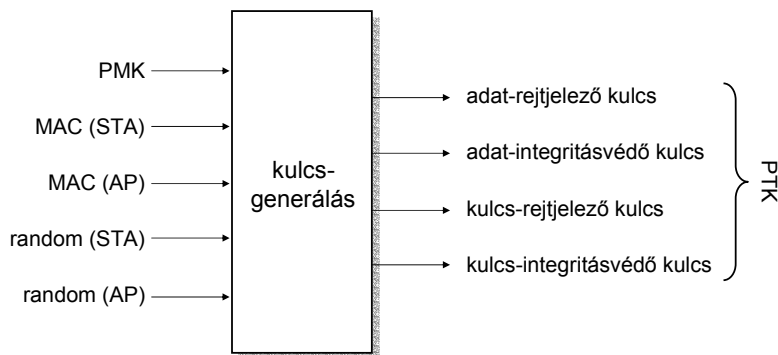 PMK
MAC (STA)
MAC (AP)
random (STA)
random (AP)
kulcs-
generálás
adat-rejtjelező kulcs
adat-integritásvédő kulcs
kulcs-rejtjelező kulcs
kulcs-integritásvédő kulcs
PTK